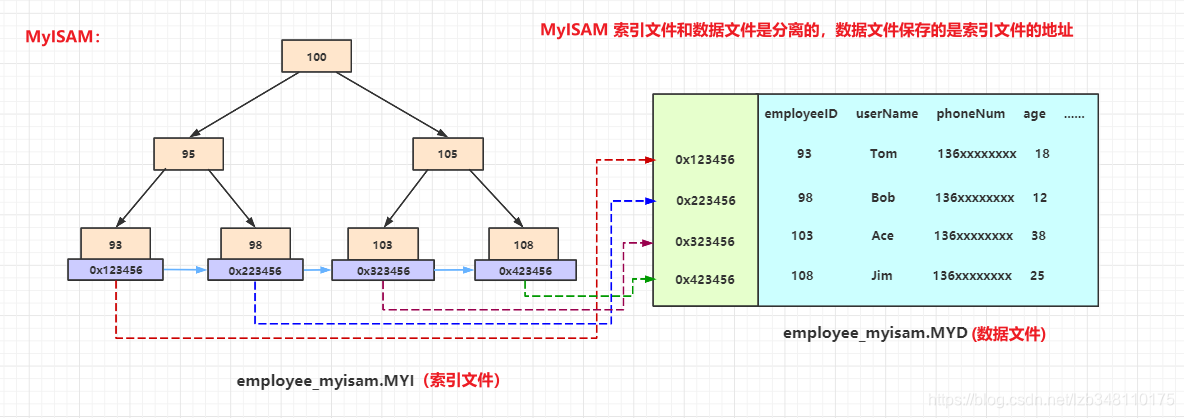 MyISAM：
MyISAM 索引文件和数据文件是分离的，数据文件保存的是索引文件的地址
100
95
105
93
98
103
108
0x123456
0x223456
0x323456
0x423456
employee_myisam.MYI（索引文件）
employeeID userName phoneNum age ......
0x123456 93 Tom 136xxxxxxxx 18
0x223456 98 Bob 136xxxxxxxx 12
0x323456 103 Ace 136xxxxxxxx 38
0x423456 108 Jim 136xxxxxxxx 25
employee_myisam.MYD (数据文件)
https://blog.csdn.net/lzb348110175